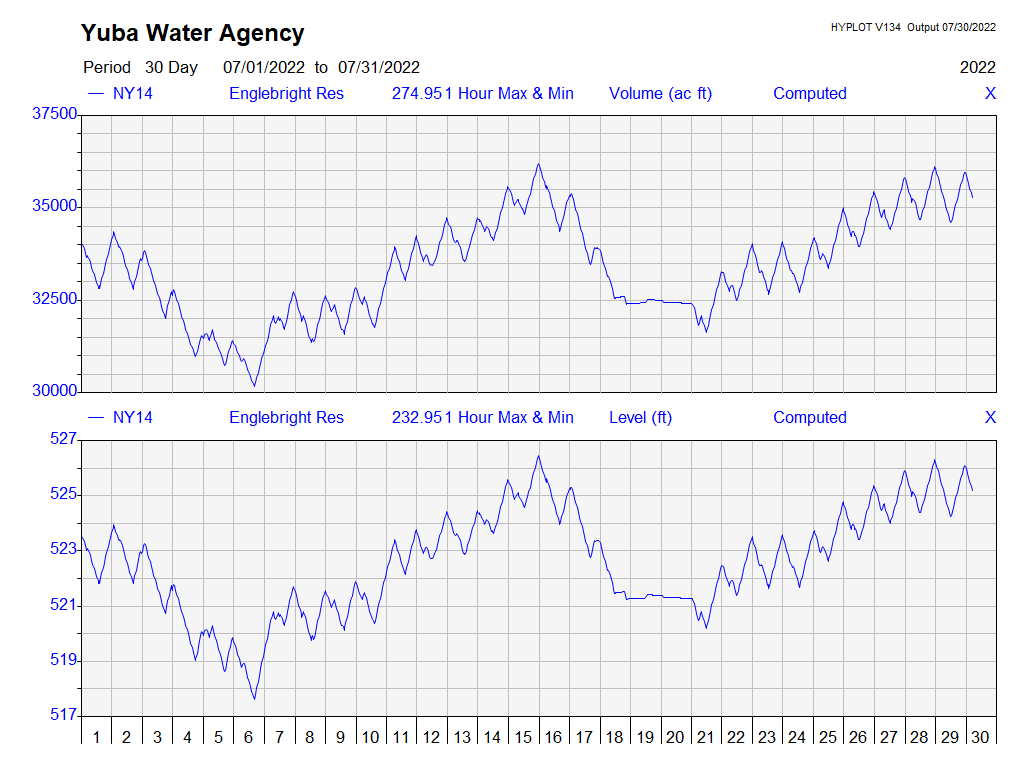 Yuba Water Agency
HYPLOT V134 Output 07/30/2022
Period 30 Day 07/01/2022 to 07/31/2022 2022
NY14 Englebright Res 274.951 Hour Max & Min Volume (ac ft) Computed X
37500
35000
32500
30000
NY14 Englebright Res 232.951 Hour Max & Min Level (ft) Computed X
527
525
523
521
519
517
1 2 3 4 5 6 7 8 9 10 11 12 13 14 15 16 17 18 19 20 21 22 23 24 25 26 27 28 29 30